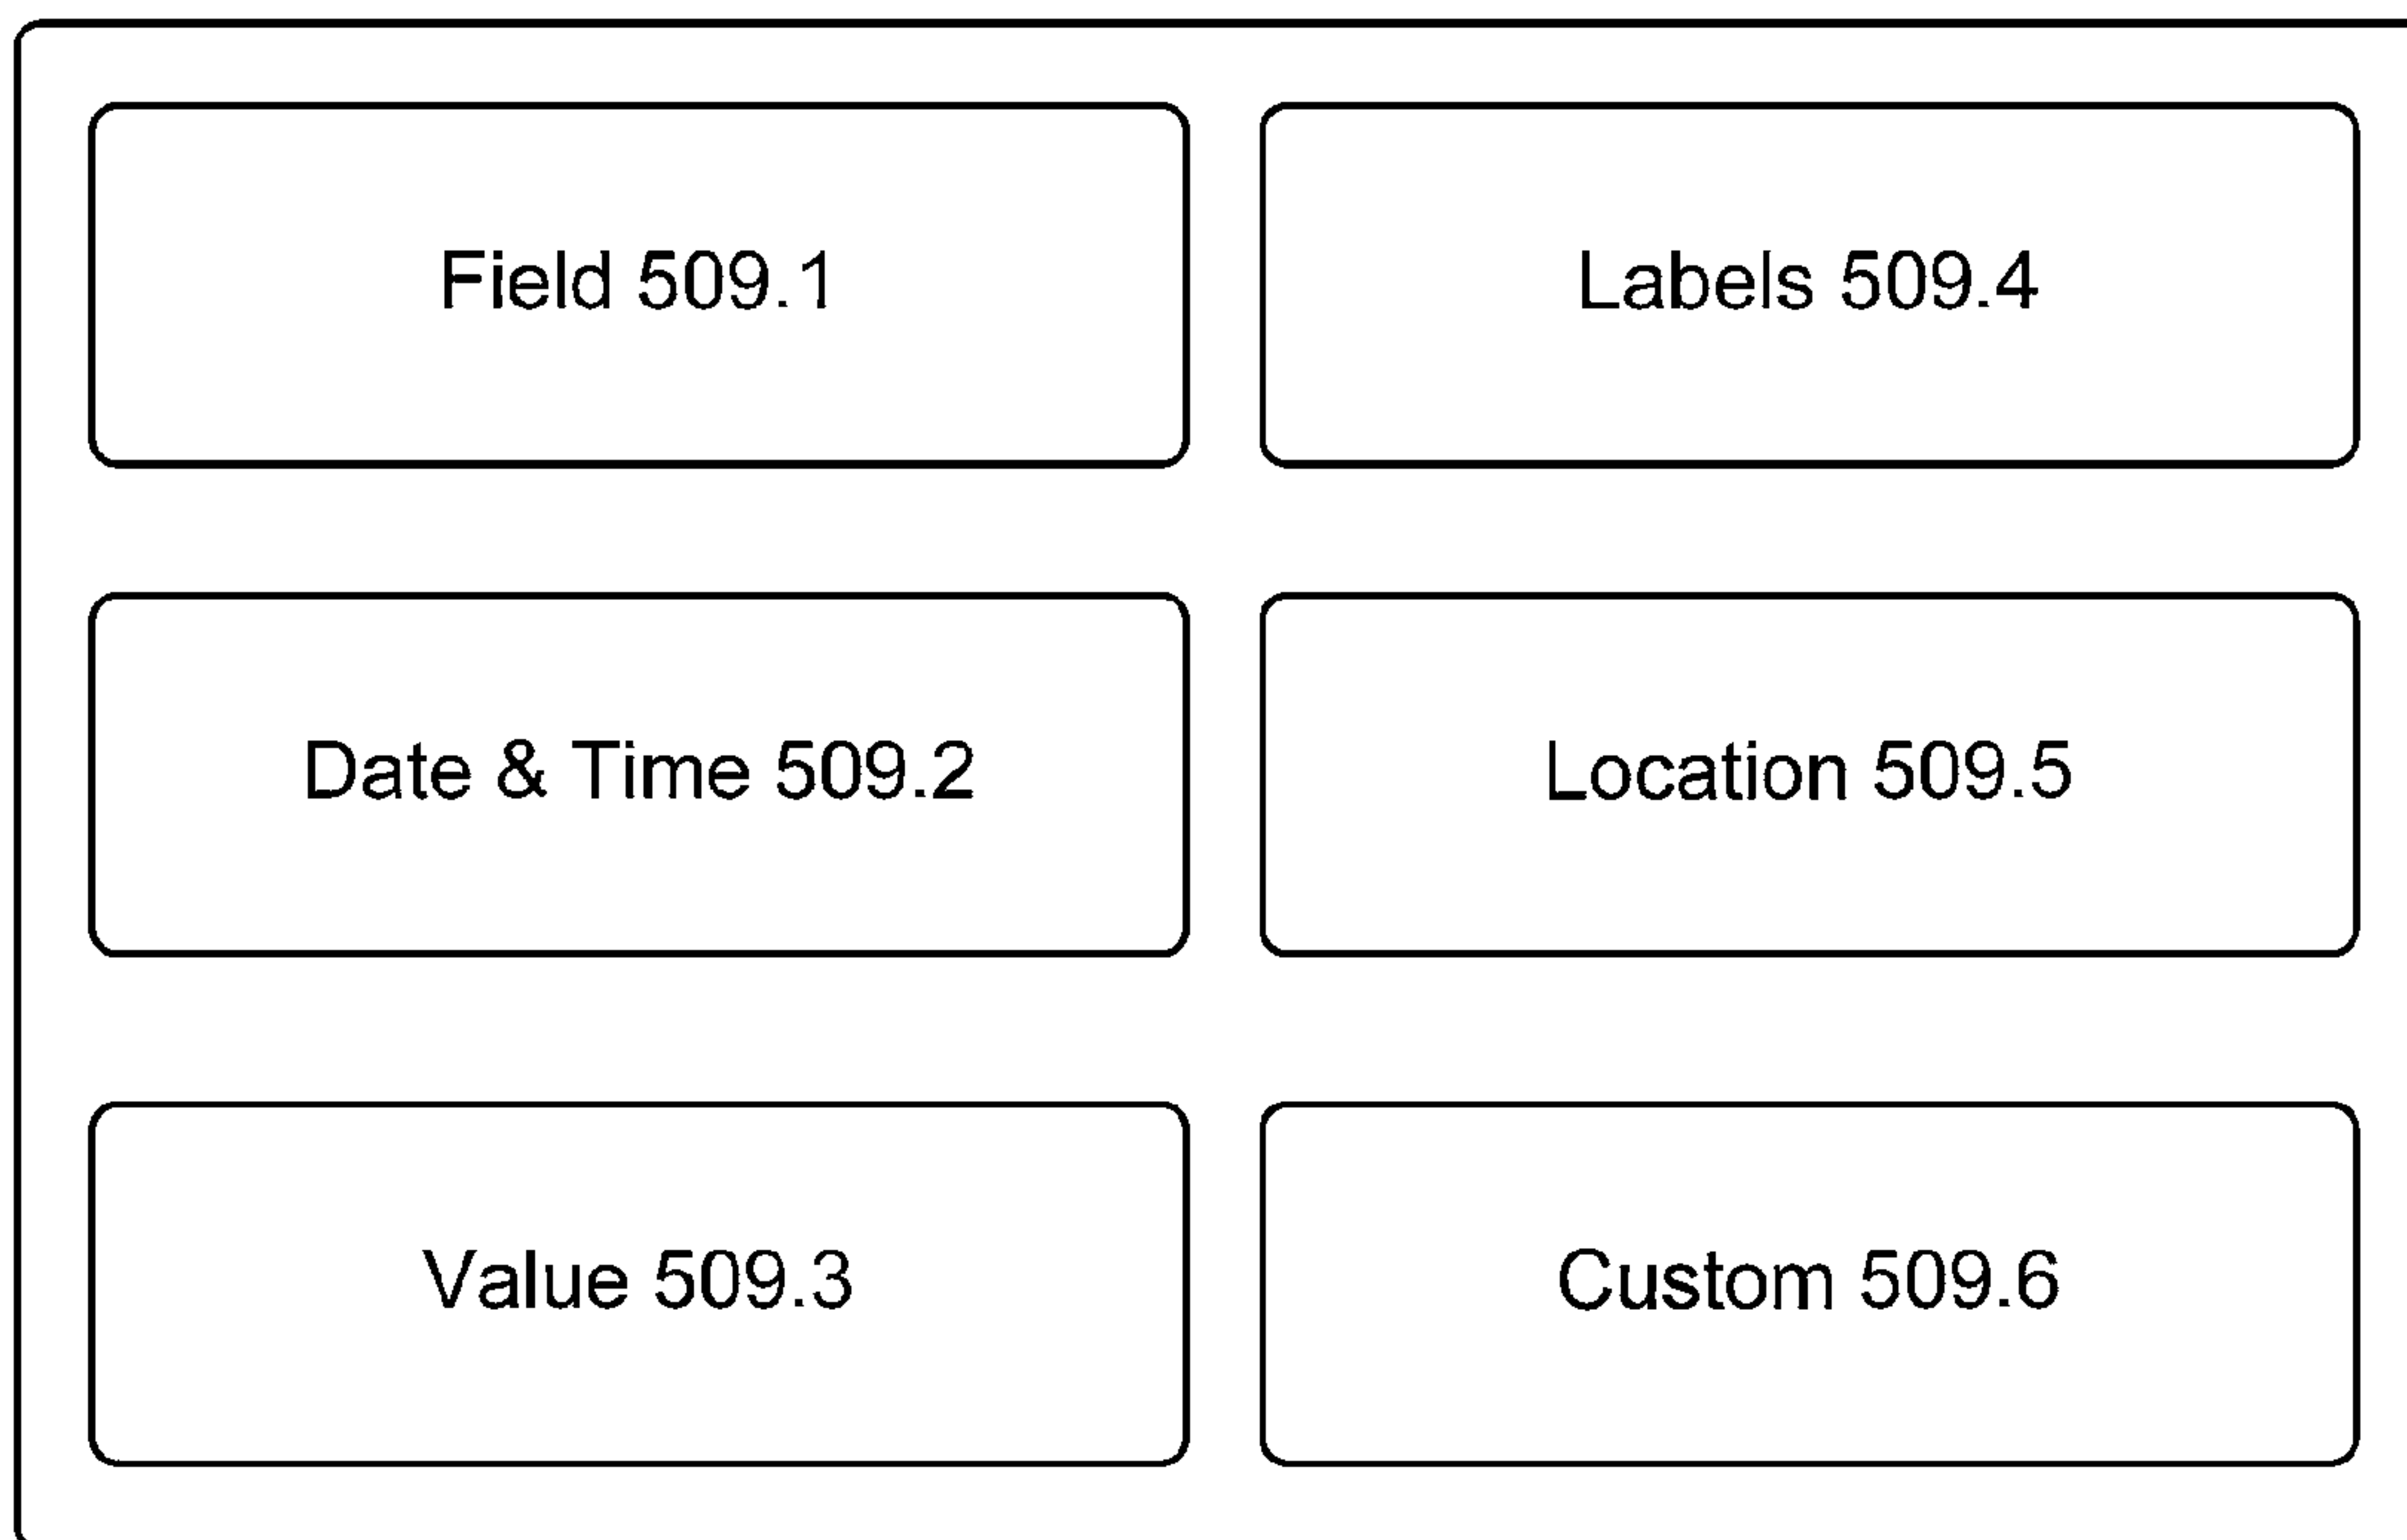 Field 509.1
Labels 509.4
Date & Time 509.2
Location 509.5
Value 509.3
Custom 509.6